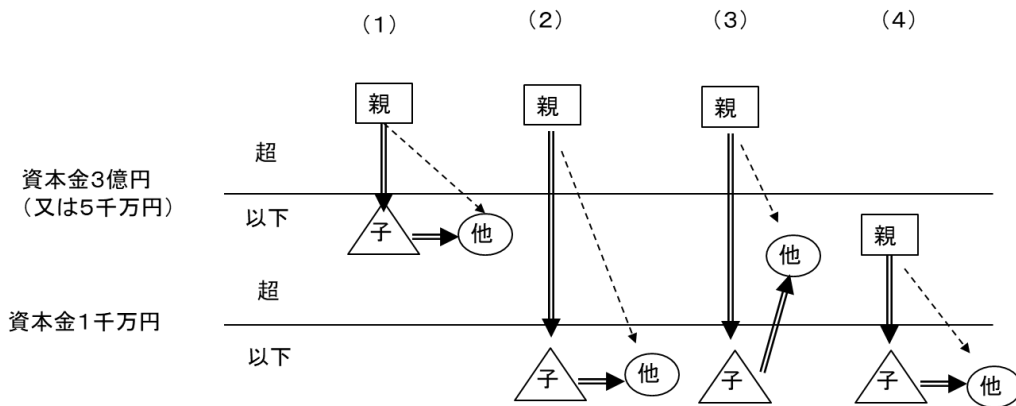 （1）
（2）
（3）
（4）
親
親
親
超
資本金3億円
（又は5千万円）
以下
子
他
他
親
超
資本金1千万円
以下
子
他
子
子
他